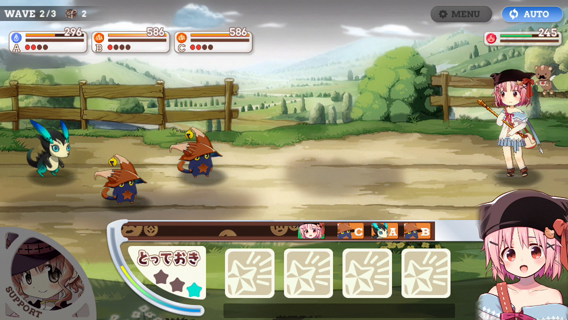 WAVE 2/3 2
MENU
AUTO
296
A
586
B
586
C
245
C A B
とっておき
SUPPORT